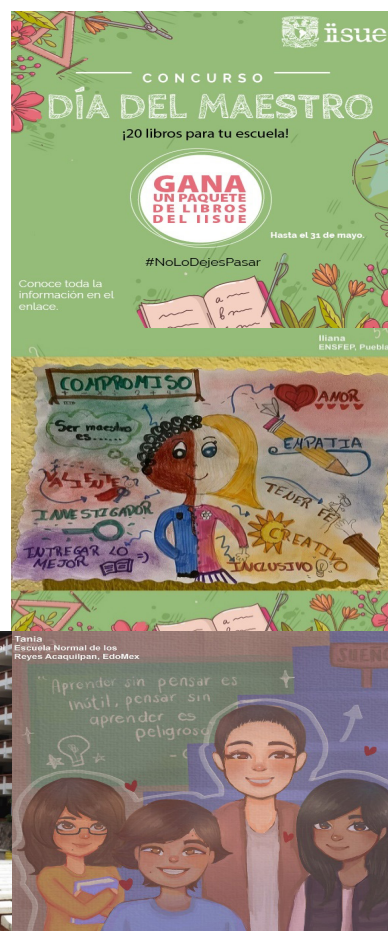 iisue
CONCURSO
DÍA DEL MAESTRO
¡20 libros para tu escuela!
GANA
UN PAQUETE
DE LIBROS
DEL IISUE
Hasta el 31 de mayo.
#NoLoDejesPasar
Conoce toda la
información en el
enlace.
Iliana
ENSFEP, Puebla
COMPROMISO
AMOR
Ser maestro
es......
EMPATIA
VALIENTE
TENER FE
INVESTIGADOR
CREATIVO
ENTREGAR LO
MEJOR =)
INCLUSIVO
Tania
Escuela Normal de los
Reyes Acaquilpan, EdoMex
SUEÑO
"Aprender sin pensar es
inútil, pensar sin
aprender es
peligroso